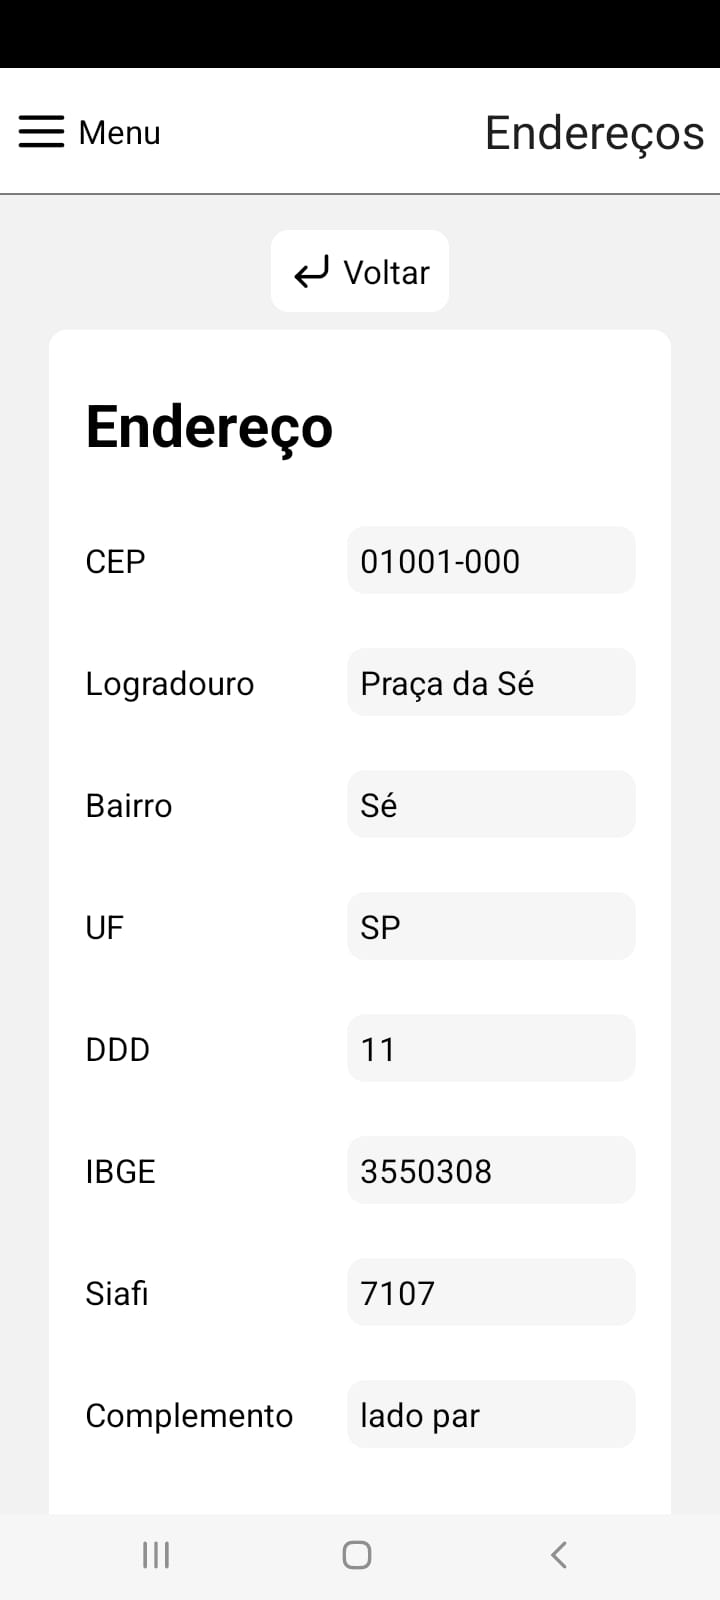 Menu Endereços
Voltar
Endereço
CEP 01001-000
Logradouro Praça da Sé
Bairro Sé
UF SP
DDD 11
IBGE 3550308
Siafi 7107
Complemento lado par